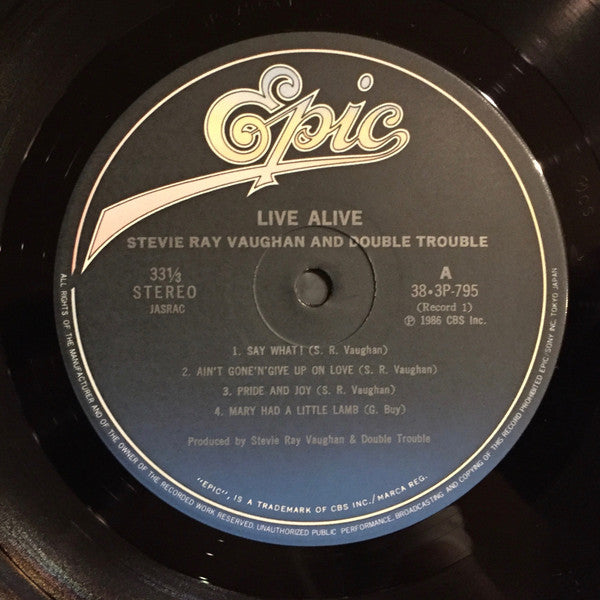 Epic
LIVE ALIVE
STEVIE RAY VAUGHAN AND DOUBLE TROUBLE
33 1/3
STEREO
JASRAC
A
38・3P-795
(Record 1)
℗ 1986 CBS Inc.
1. SAY WHAT! (S. R. Vaughan)
2. AIN'T GONE'N'GIVE UP ON LOVE (S. R. Vaughan)
3. PRIDE AND JOY (S. R. Vaughan)
4. MARY HAD A LITTLE LAMB (G. Buy)
Produced by Stevie Ray Vaughan & Double Trouble
"EPIC", IS A TRADEMARK OF CBS INC./MARCA REG.
ALL RIGHTS OF THE MANUFACTURER AND OF THE OWNER OF THE RECORDED WORK RESERVED. UNAUTHORIZED PUBLIC PERFORMANCE, BROADCASTING AND COPYING OF THIS RECORD PROHIBITED EPIC·SONY INC. TOKYO JAPAN